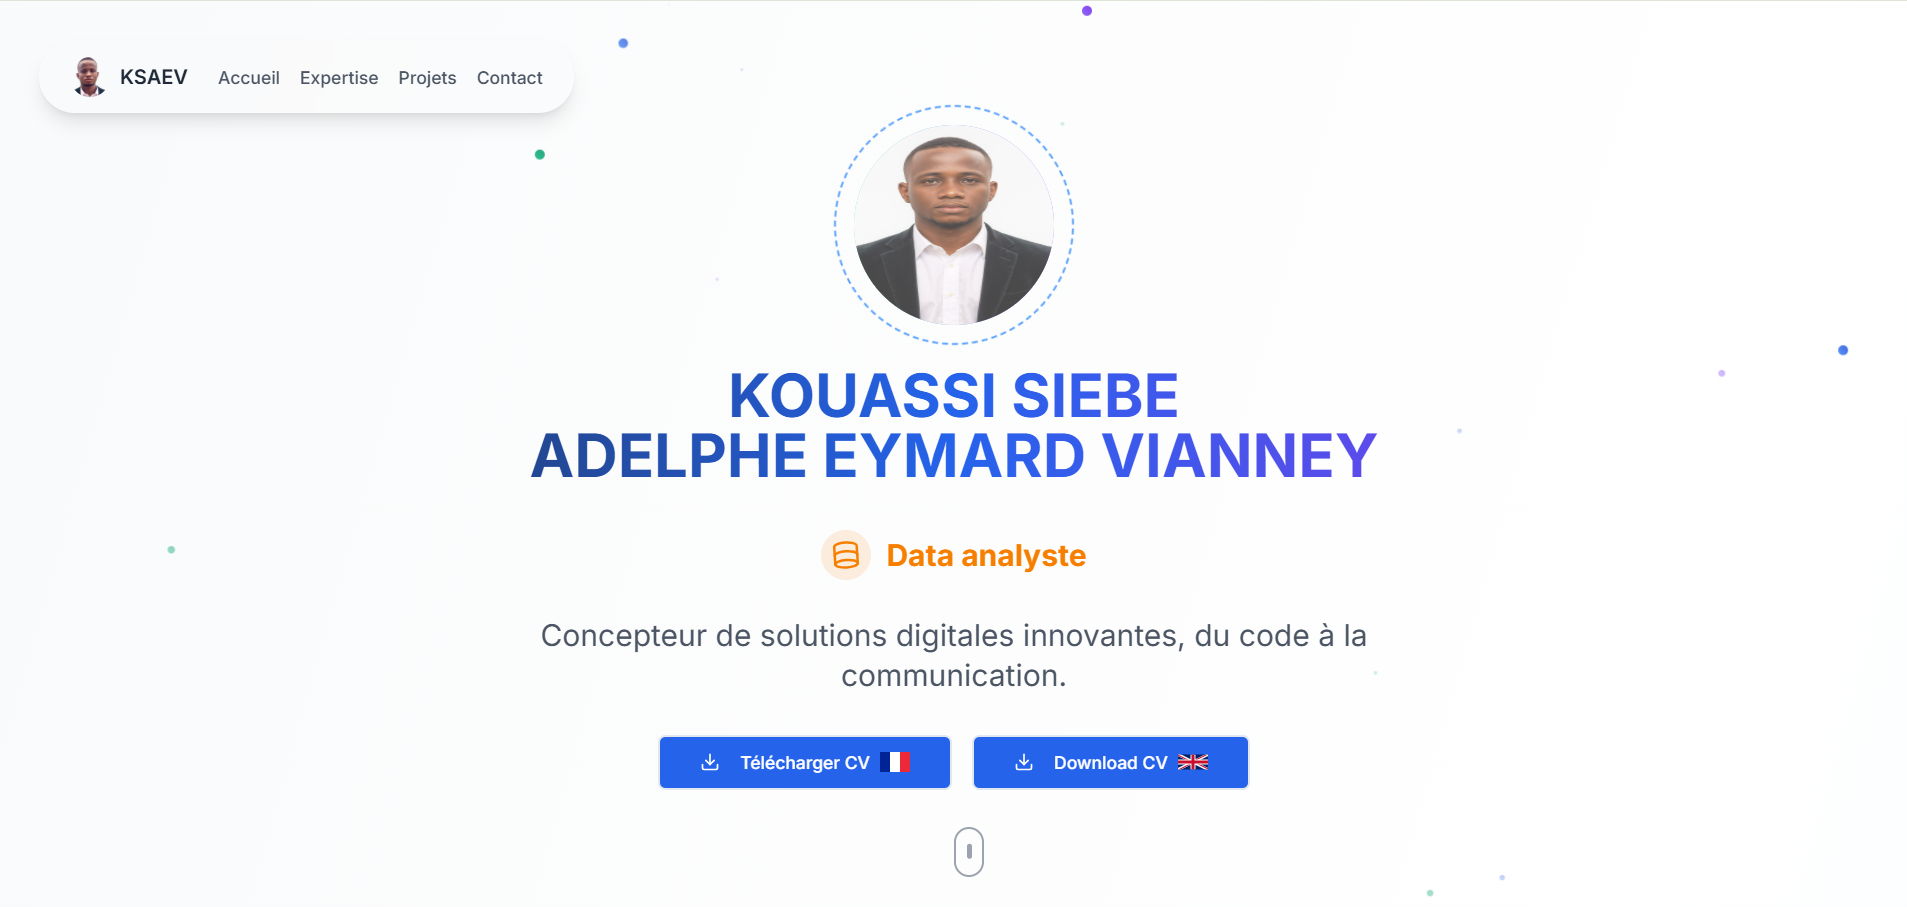 KSAEV Accueil Expertise Projets Contact
KOUASSI SIEBE
ADELPHE EYMARD VIANNEY
Data analyste
Concepteur de solutions digitales innovantes, du code à la
communication.
Télécharger CV Download CV